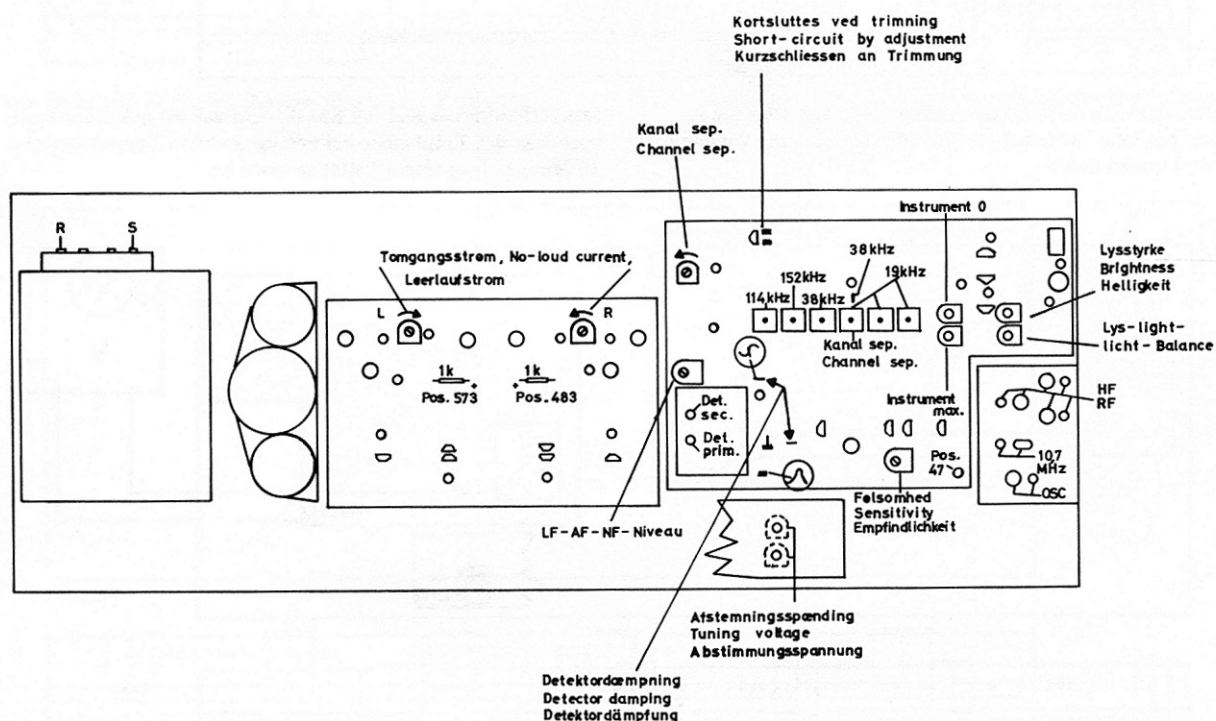 Kortsluttes ved trimning
Short-circuit by adjustment
Kurzschliessen an Trimmung
Kanal sep.
Channel sep.
Instrument 0
R S
Tomgangsstrøm, No-loud current,
Leerlaufstrom
L
R
38kHz
152kHz
19kHz
114kHz
38kHz
Lysstyrke
Brightness
Helligkeit
Lys-light-
licht-Balance
Kanal sep.
Channel sep.
1k
+
Pos. 573
1k
+
Pos. 483
Det.
sec.
Det.
prim.
Instrument
max.
HF
RF
Pos.
47
10.7
MHz
OSC
Følsomhed
Sensitivity
Empfindlichkeit
LF-AF-NF-Niveau
Afstemningsspænding
Tuning voltage
Abstimmungsspannung
Detektordæmpning
Detector damping
Detektordämpfung